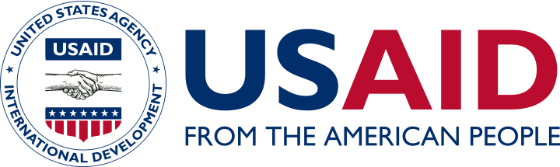 UNITED STATES AGENCY
USAID
INTERNATIONAL DEVELOPMENT
USAID
FROM THE AMERICAN PEOPLE